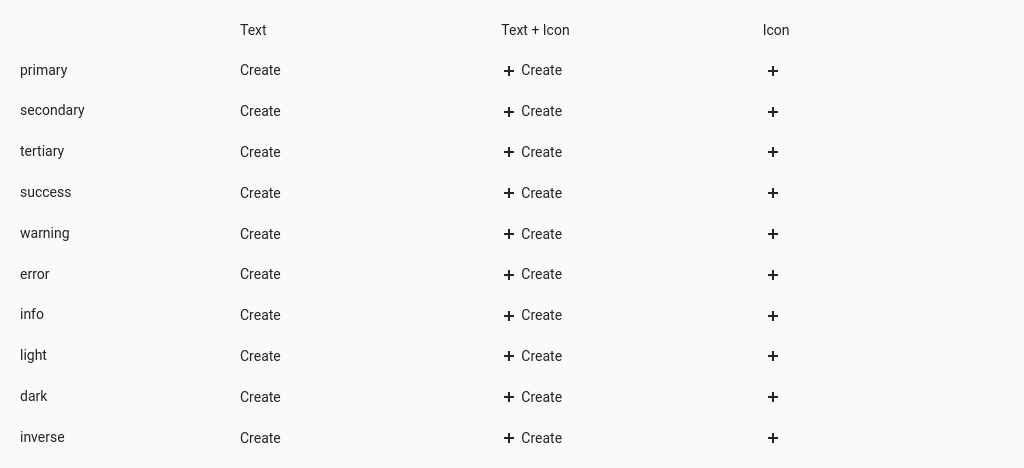 Text Text + Icon Icon
primary Create + Create +
secondary Create + Create +
tertiary Create + Create +
success Create + Create +
warning Create + Create +
error Create + Create +
info Create + Create +
light Create + Create +
dark Create + Create +
inverse Create + Create +